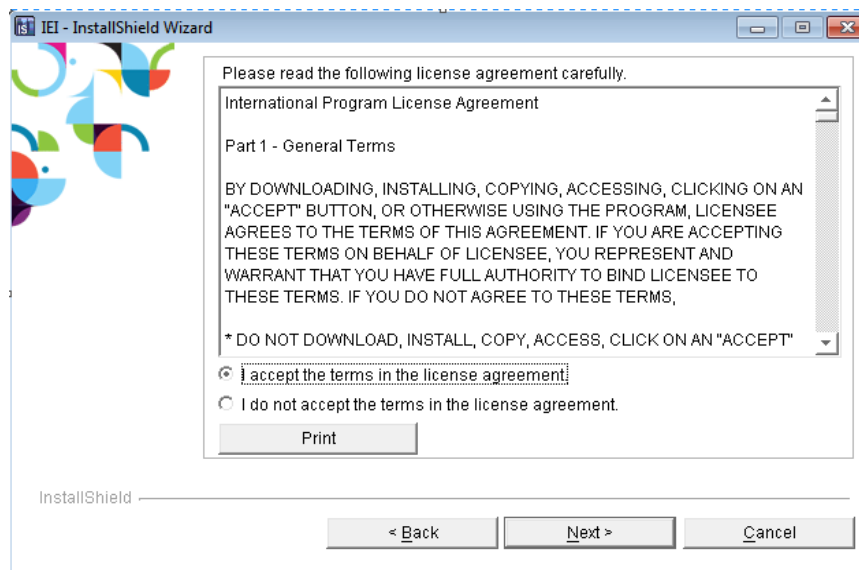 IEI - InstallShield Wizard
Please read the following license agreement carefully.
International Program License Agreement
Part 1 - General Terms
BY DOWNLOADING, INSTALLING, COPYING, ACCESSING, CLICKING ON AN
"ACCEPT" BUTTON, OR OTHERWISE USING THE PROGRAM, LICENSEE
AGREES TO THE TERMS OF THIS AGREEMENT. IF YOU ARE ACCEPTING
THESE TERMS ON BEHALF OF LICENSEE, YOU REPRESENT AND
WARRANT THAT YOU HAVE FULL AUTHORITY TO BIND LICENSEE TO
THESE TERMS. IF YOU DO NOT AGREE TO THESE TERMS,
* DO NOT DOWNLOAD, INSTALL, COPY, ACCESS, CLICK ON AN "ACCEPT"
I accept the terms in the license agreement.
I do not accept the terms in the license agreement.
Print
InstallShield
< Back Next > Cancel